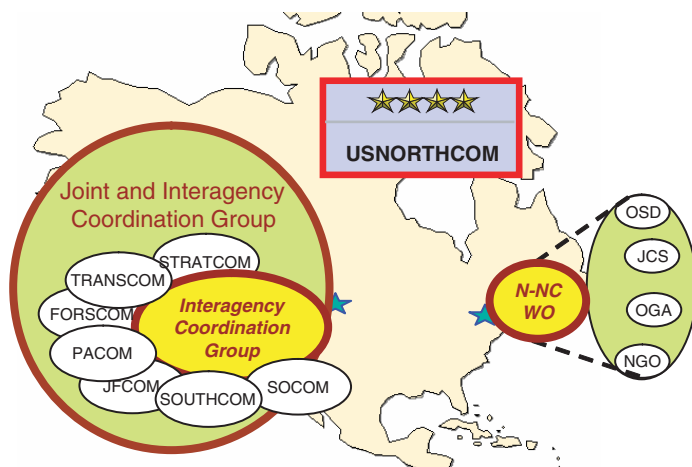 USNORTHCOM
Joint and Interagency
Coordination Group
STRATCOM
TRANSCOM
FORSCOM
PACOM
JFCOM
SOUTHCOM
SOCOM
Interagency
Coordination
Group
N-NC
WO
OSD
JCS
OGA
NGO